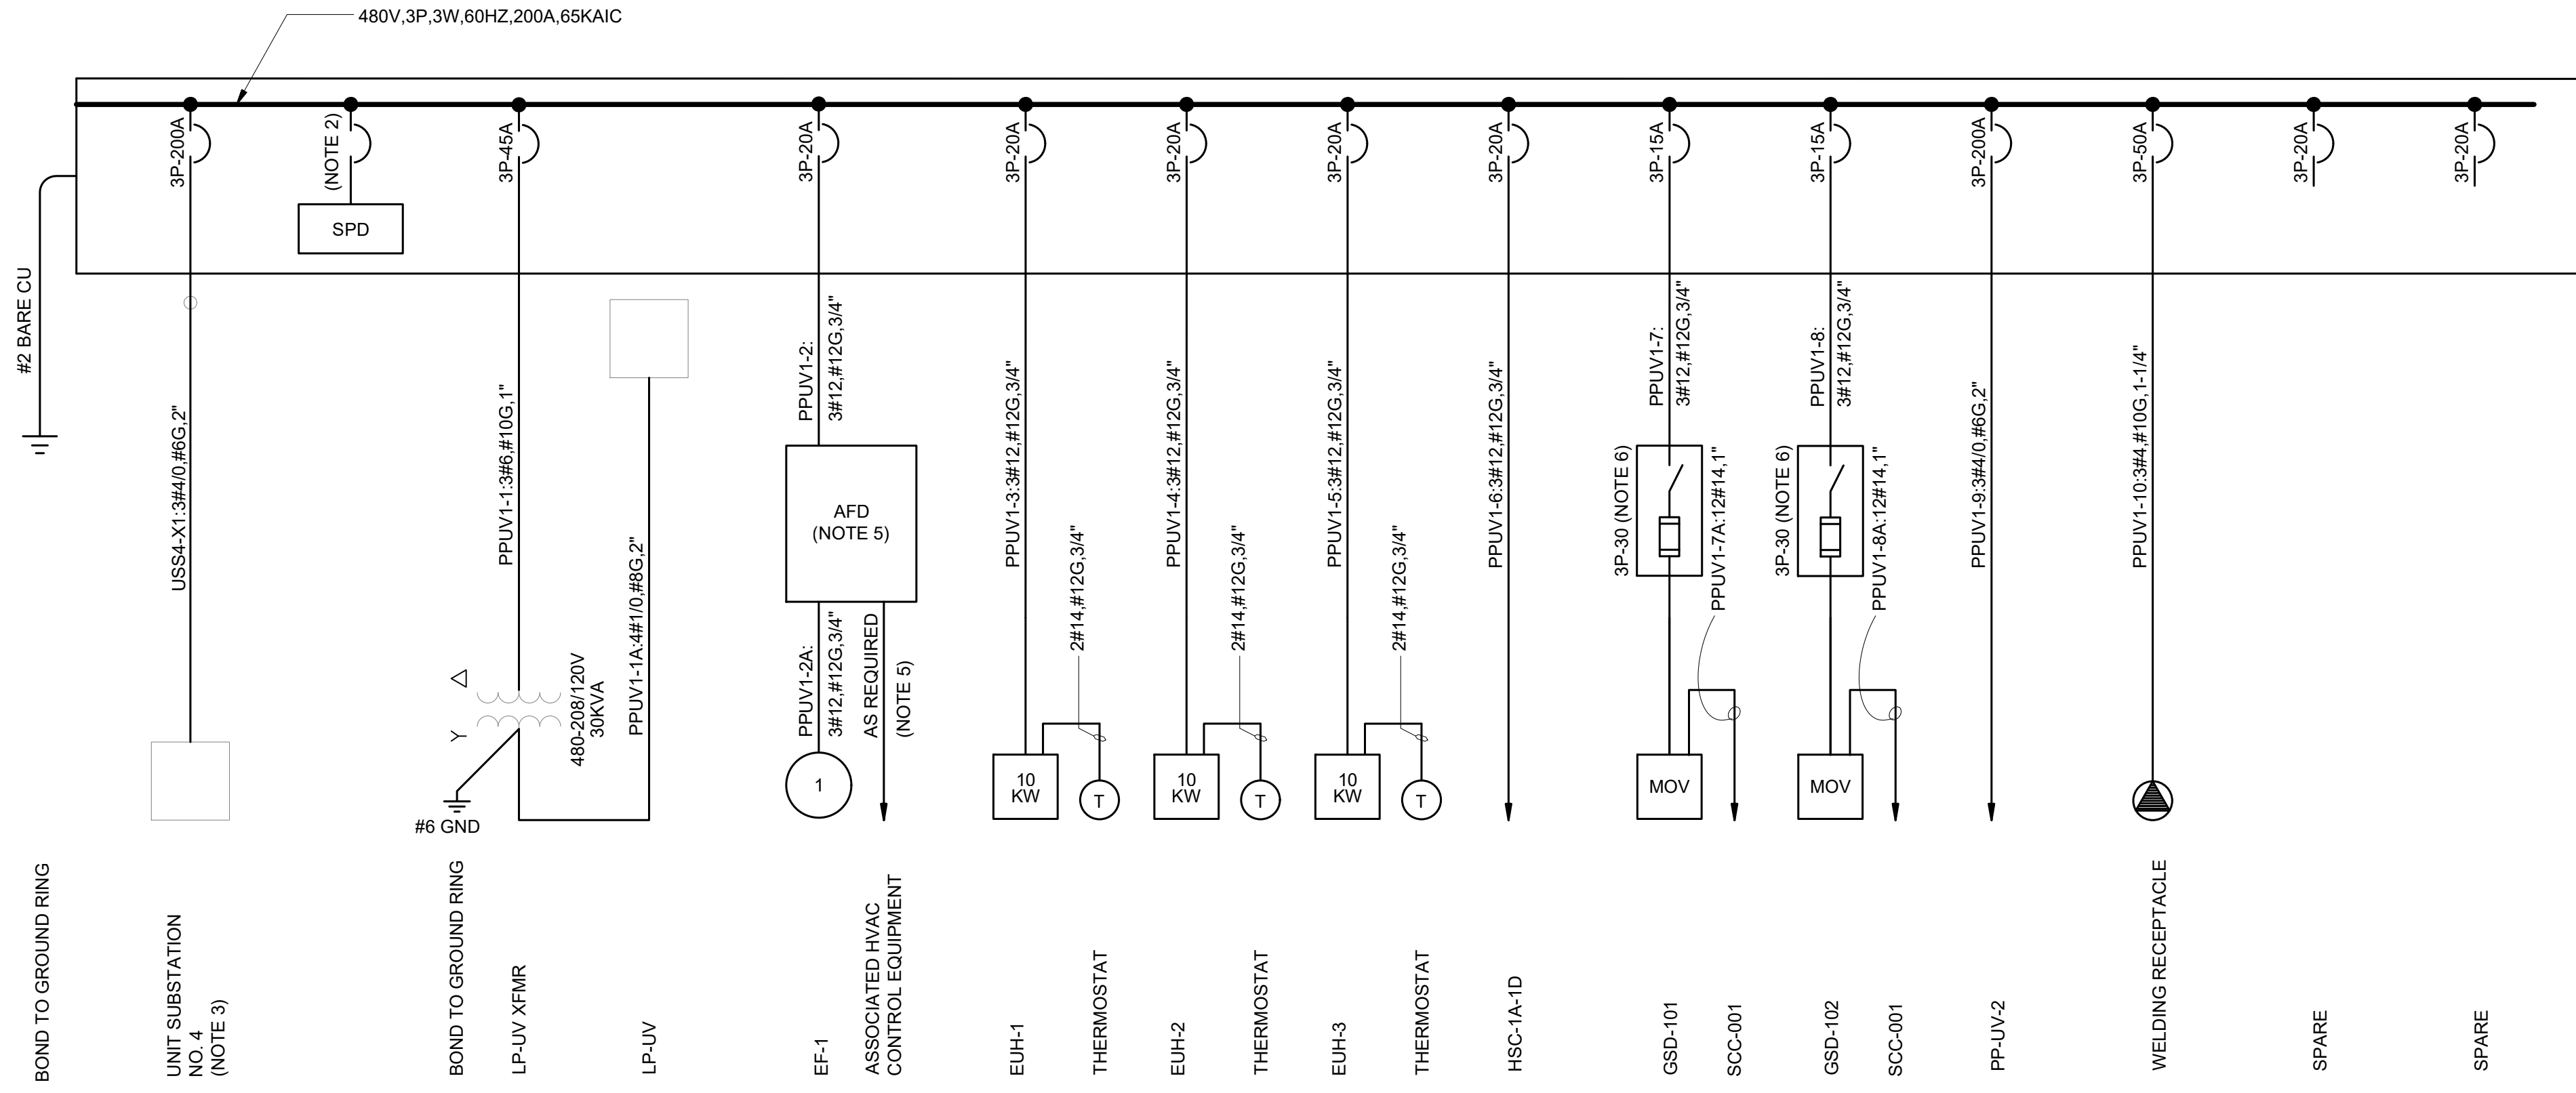 480V,3P,3W,60HZ,200A,65KAIC
3P-200A
(NOTE 2)
3P-45A
3P-20A
3P-20A
3P-20A
3P-20A
3P-20A
3P-15A
3P-15A
3P-200A
3P-50A
3P-20A
3P-20A
SPD
#2 BARE CU
USS4-X1:3#4/0,#6G,2"
PPUV1-1:3#6,#10G,1"
PPUV1-1A:4#1/0,#8G,2"
PPUV1-2:
3#12,#12G,3/4"
PPUV1-3:3#12,#12G,3/4"
PPUV1-4:3#12,#12G,3/4"
PPUV1-5:3#12,#12G,3/4"
PPUV1-6:3#12,#12G,3/4"
PPUV1-7:
3#12,#12G,3/4"
PPUV1-8:
3#12,#12G,3/4"
PPUV1-9:3#4/0,#6G,2"
PPUV1-10:3#4,#10G,1-1/4"
AFD
(NOTE 5)
3P-30 (NOTE 6)
PPUV1-7A:12#14,1"
3P-30 (NOTE 6)
PPUV1-8A:12#14,1"
2#14,#12G,3/4"
2#14,#12G,3/4"
2#14,#12G,3/4"
Y
480-208/120V
30KVA
PPUV1-2A:
3#12,#12G,3/4"
AS REQUIRED
(NOTE 5)
#6 GND
1
10
KW
T
10
KW
T
10
KW
T
MOV
MOV
BOND TO GROUND RING
UNIT SUBSTATION
NO. 4
(NOTE 3)
BOND TO GROUND RING
LP-UV XFMR
LP-UV
EF-1
ASSOCIATED HVAC
CONTROL EQUIPMENT
EUH-1
THERMOSTAT
EUH-2
THERMOSTAT
EUH-3
THERMOSTAT
HSC-1A-1D
GSD-101
SCC-001
GSD-102
SCC-001
PP-UV-2
WELDING RECEPTACLE
SPARE
SPARE